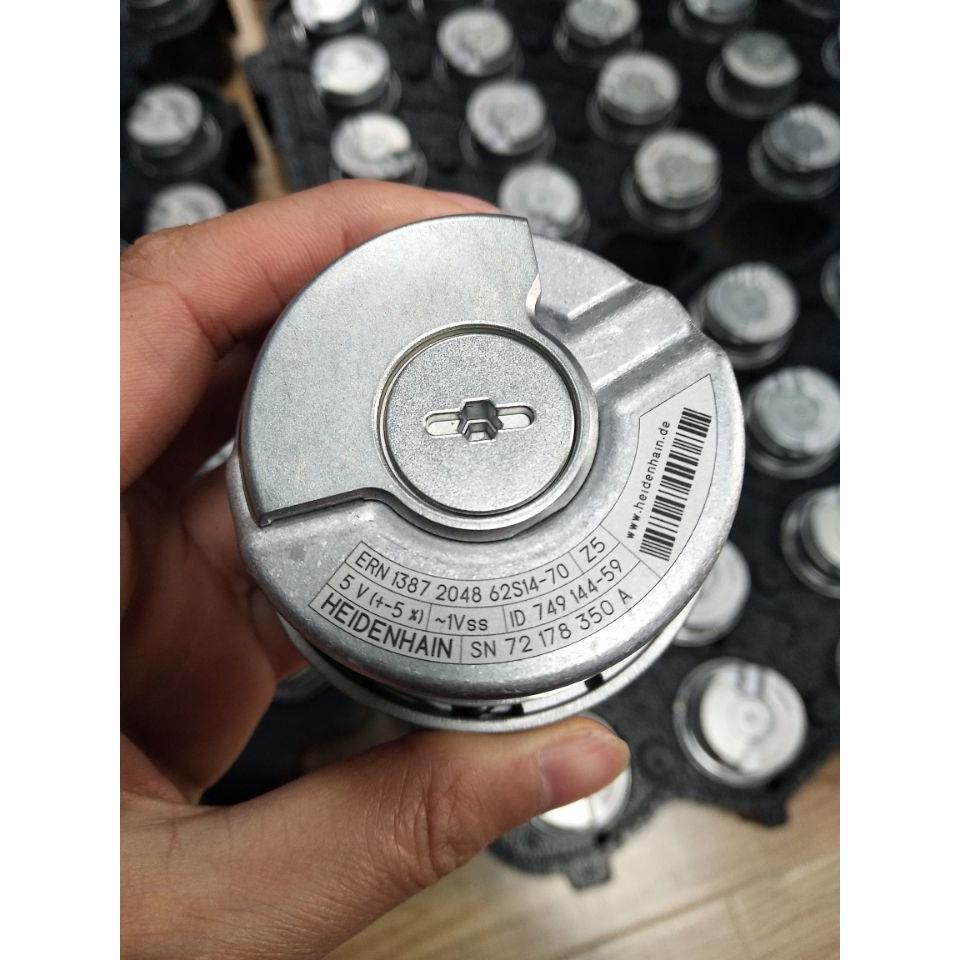 ERN 1387 2048 62S14-70 Z5
5 V (+-5 %) ~1Vss ID 749 144-59
HEIDENHAIN SN 72 178 350 A
www.heidenhain.de